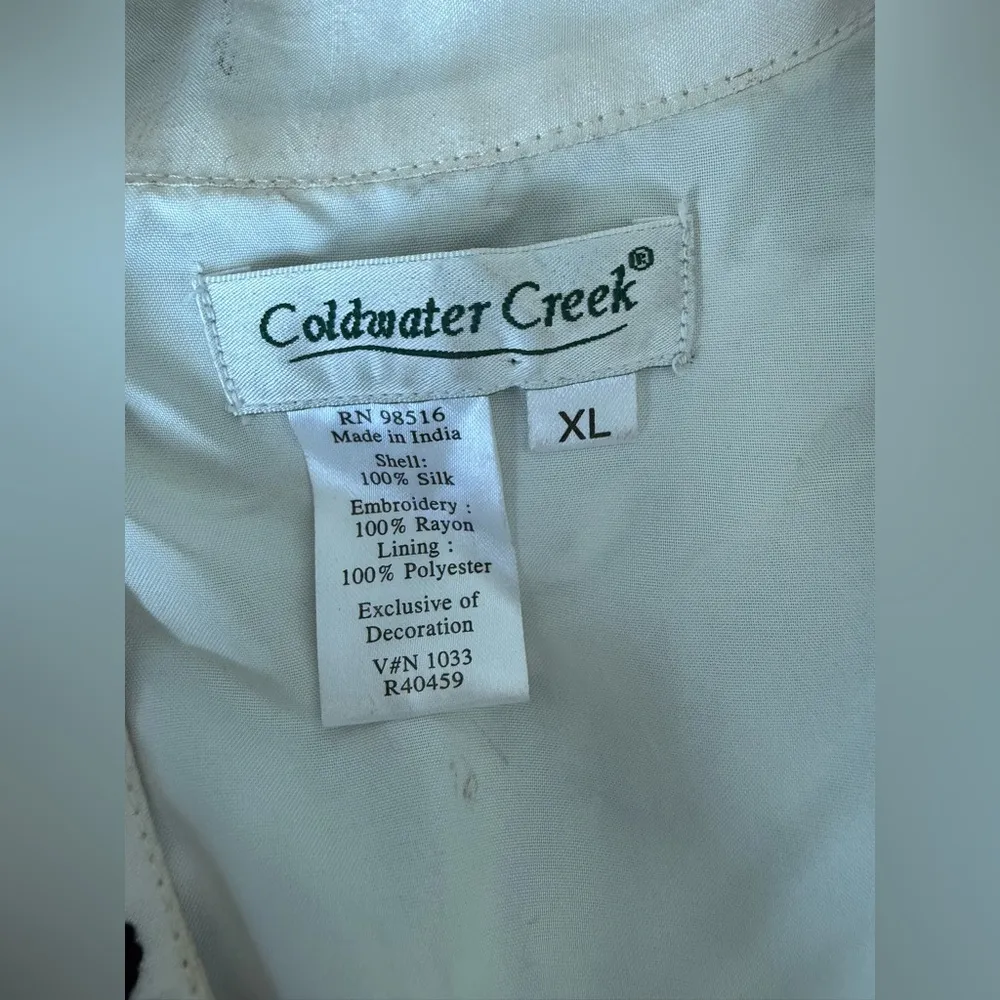 Coldwater Creek®
XL
RN 98516
Made in India
Shell:
100% Silk
Embroidery :
100% Rayon
Lining :
100% Polyester
Exclusive of
Decoration
V#N 1033
R40459